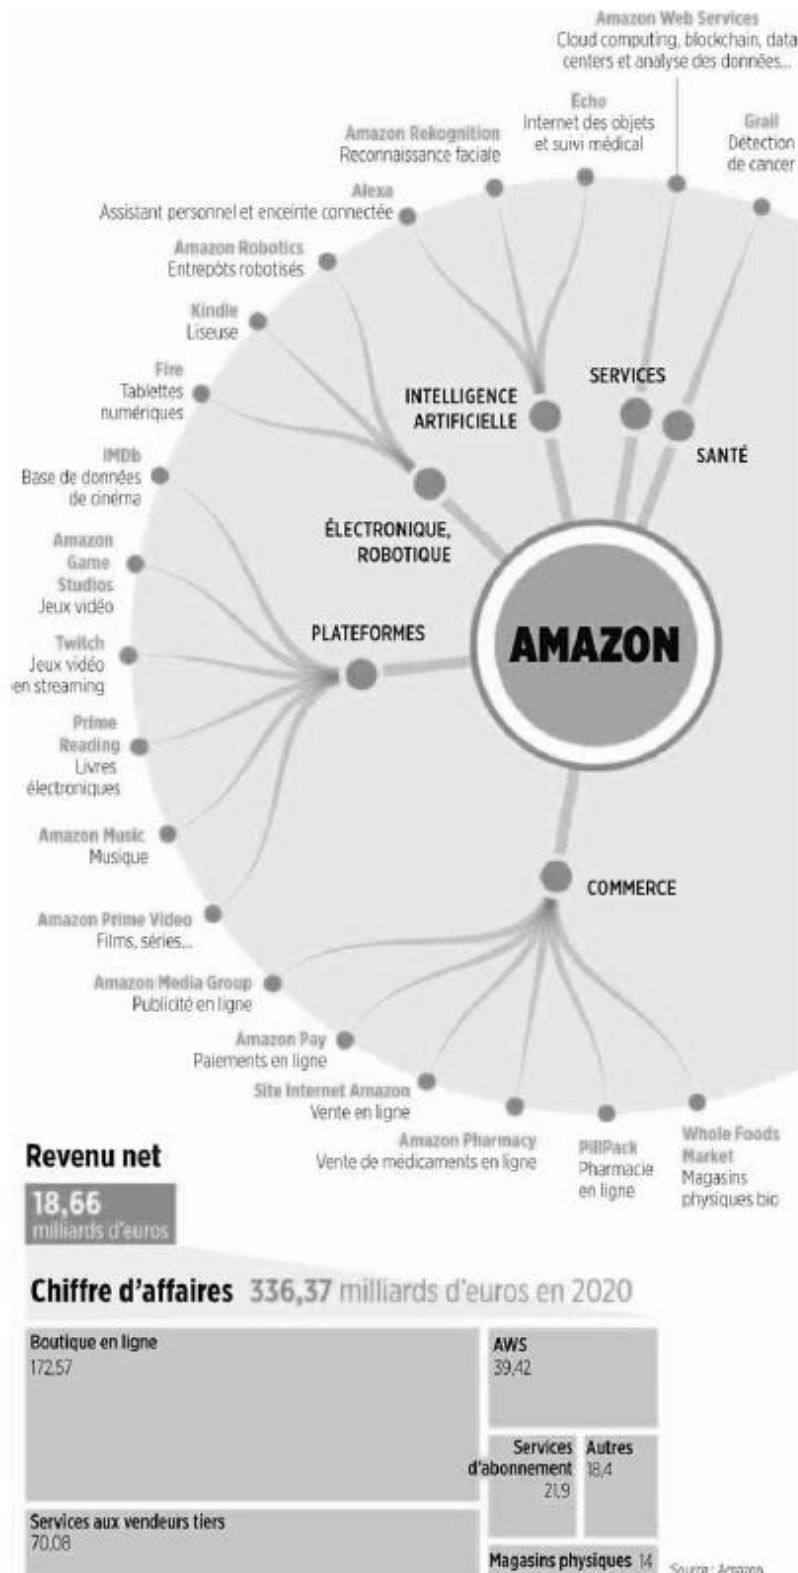 Amazon Web Services
Cloud computing, blockchain, data
centers et analyse des données...
Echo
Internet des objets
et suivi médical
Grail
Détection
de cancer
Amazon Rekognition
Reconnaissance faciale
Alexa
Assistant personnel et enceinte connectée
Amazon Robotics
Entrepôts robotisés
Kindle
Liseuse
Fire
Tablettes
numériques
IMDb
Base de données
de cinéma
Amazon
Game
Studios
Jeux vidéo
Twitch
Jeux vidéo
en streaming
Prime
Reading
Livres
électroniques
Amazon Music
Musique
Amazon Prime Video
Films, séries...
Amazon Media Group
Publicité en ligne
Amazon Pay
Paiements en ligne
Site Internet Amazon
Vente en ligne
Amazon Pharmacy
Vente de médicaments en ligne
PillPack
Pharmacie
en ligne
Whole Foods
Market
Magasins
physiques bio
INTELLIGENCE
ARTIFICIELLE
SERVICES
SANTÉ
ÉLECTRONIQUE,
ROBOTIQUE
PLATEFORMES
AMAZON
COMMERCE
Revenu net
18,66
milliards d'euros
Chiffre d'affaires 336,37 milliards d'euros en 2020
Boutique en ligne
172,57
AWS
39,42
Services
d'abonnement
21,9
Autres
18,4
Services aux vendeurs tiers
70,08
Magasins physiques 14
Source : Amazon